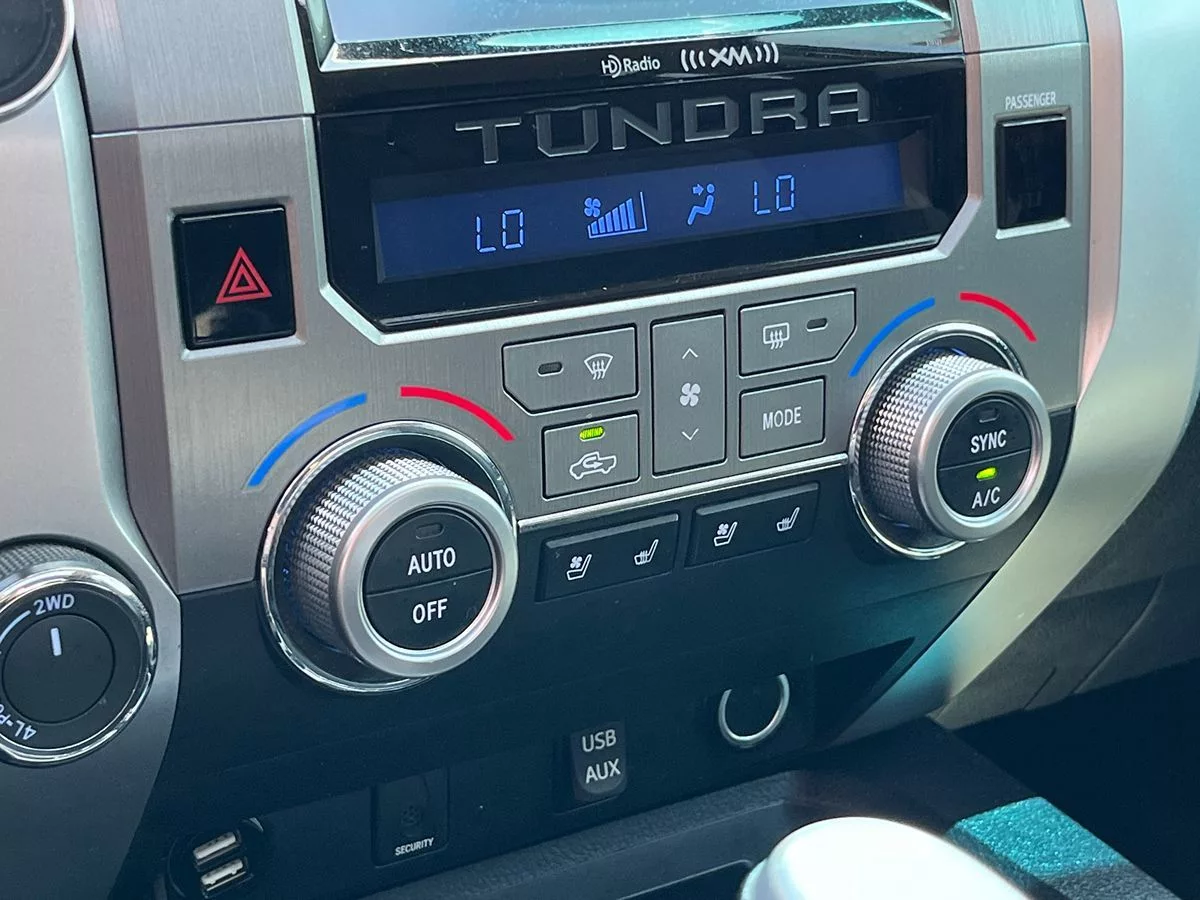 HD Radio
XM
TUNDRA
PASSENGER
LO
LO
MODE
SYNC
A/C
AUTO
OFF
2WD
USB
AUX
SECURITY